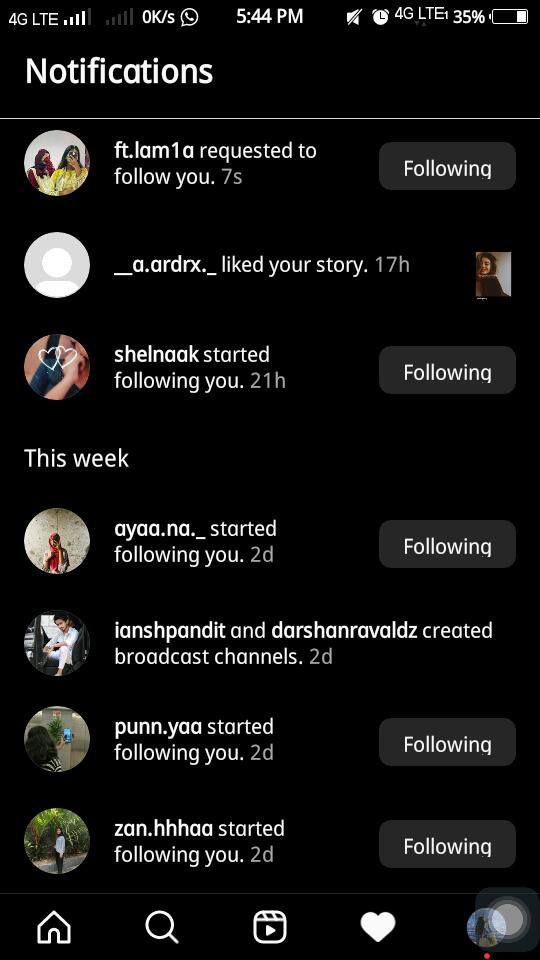 4G LTE 0K/s 5:44 PM 4G LTE 35%
Notifications
ft.lam1a requested to
follow you. 7s
Following
__a.ardrx._ liked your story. 17h
shelnaak started
following you. 21h
Following
This week
ayaa.na._ started
following you. 2d
Following
ianshpandit and darshanravaldz created
broadcast channels. 2d
punn.yaa started
following you. 2d
Following
zan.hhhaa started
following you. 2d
Following